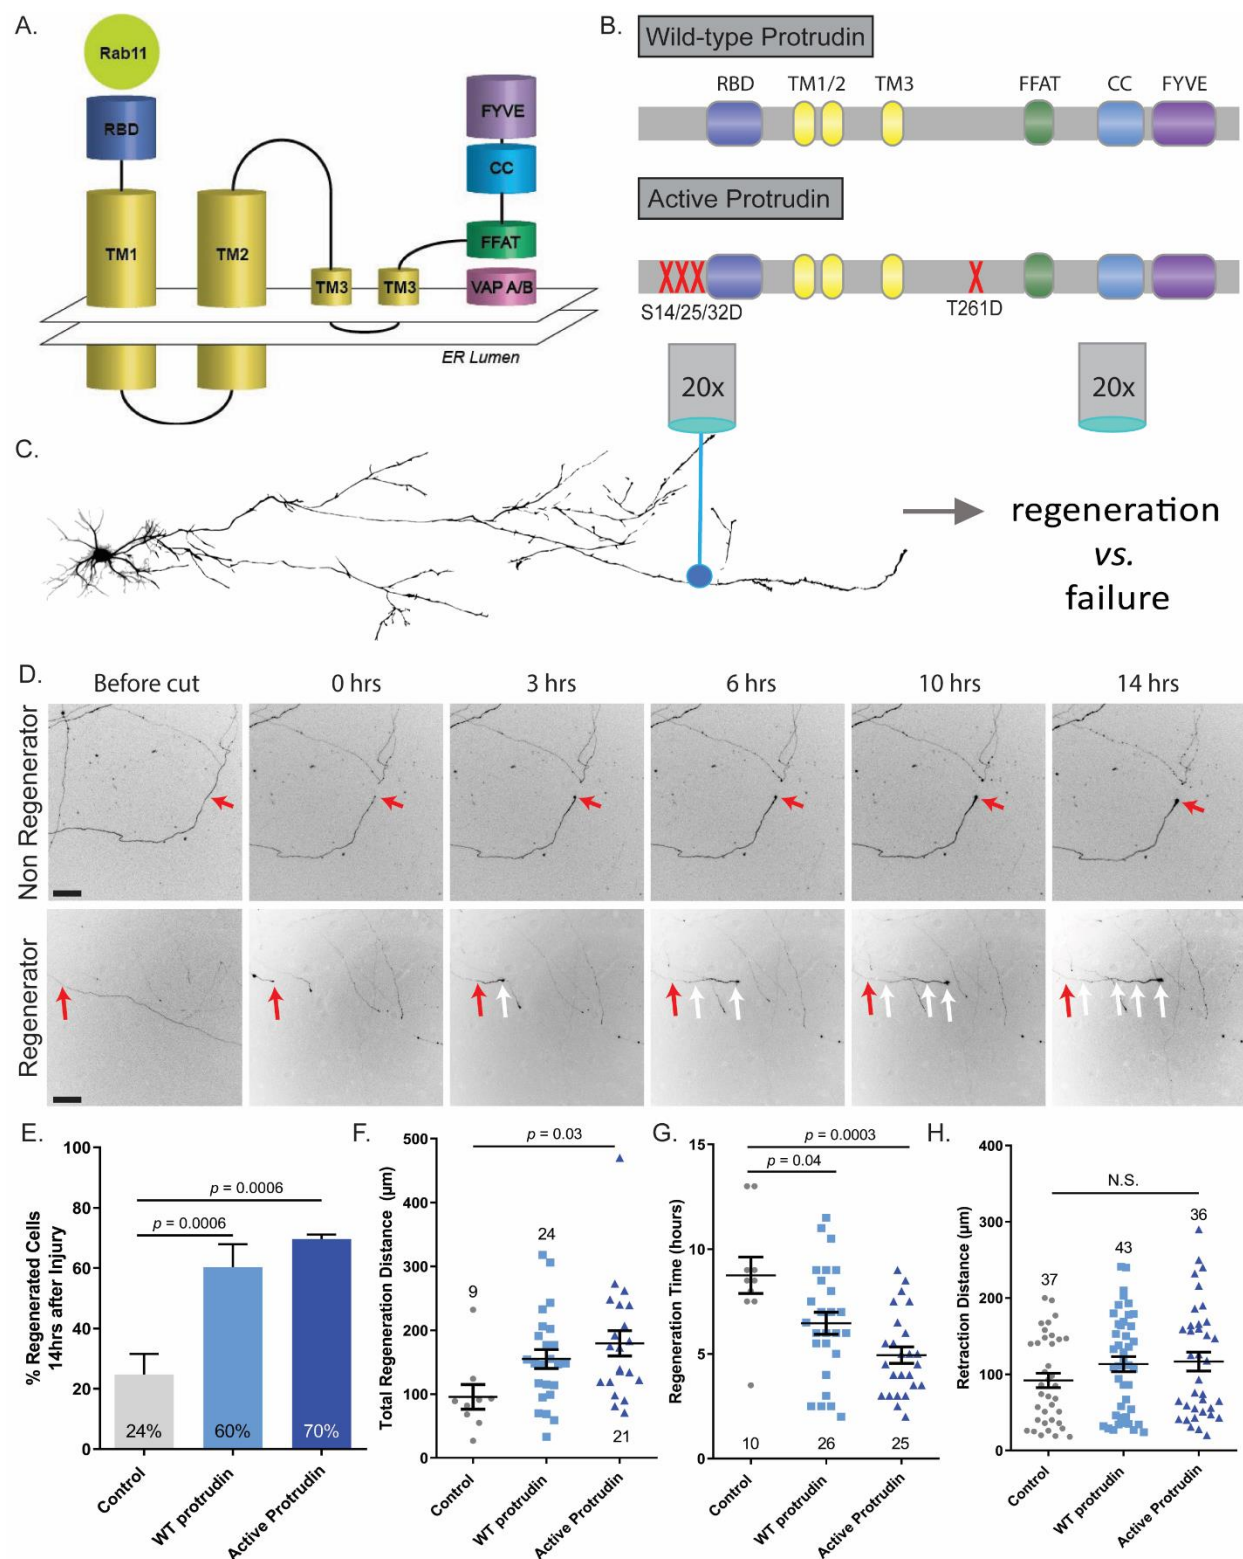 A.
Rab11
RBD
TM1
TM2
TM3
TM3
FYVE
CC
FFAT
VAP A/B
ER Lumen
B.
Wild-type Protrudin
RBD TM1/2 TM3 FFAT CC FYVE
Active Protrudin
S14/25/32D T261D
20x 20x
C.
regeneration
vs.
failure
D.
Before cut 0 hrs 3 hrs 6 hrs 10 hrs 14 hrs
Non Regenerator
Regenerator
E.
% Regenerated Cells
14hrs after Injury
100
80
60
40
20
0
p = 0.0006
p = 0.0006
24% 60% 70%
Control
WT protrudin
Active Protrudin
F.
Total Regeneration Distance (µm)
500
400
300
200
100
0
p = 0.03
9
24
21
Control
WT protrudin
Active Protrudin
G.
Regeneration Time (hours)
15
10
5
0
p = 0.0003
p = 0.04
10 26 25
Control
WT protrudin
Active Protrudin
H.
Retraction Distance (µm)
400
300
200
100
0
N.S.
37
43
36
Control
WT protrudin
Active Protrudin